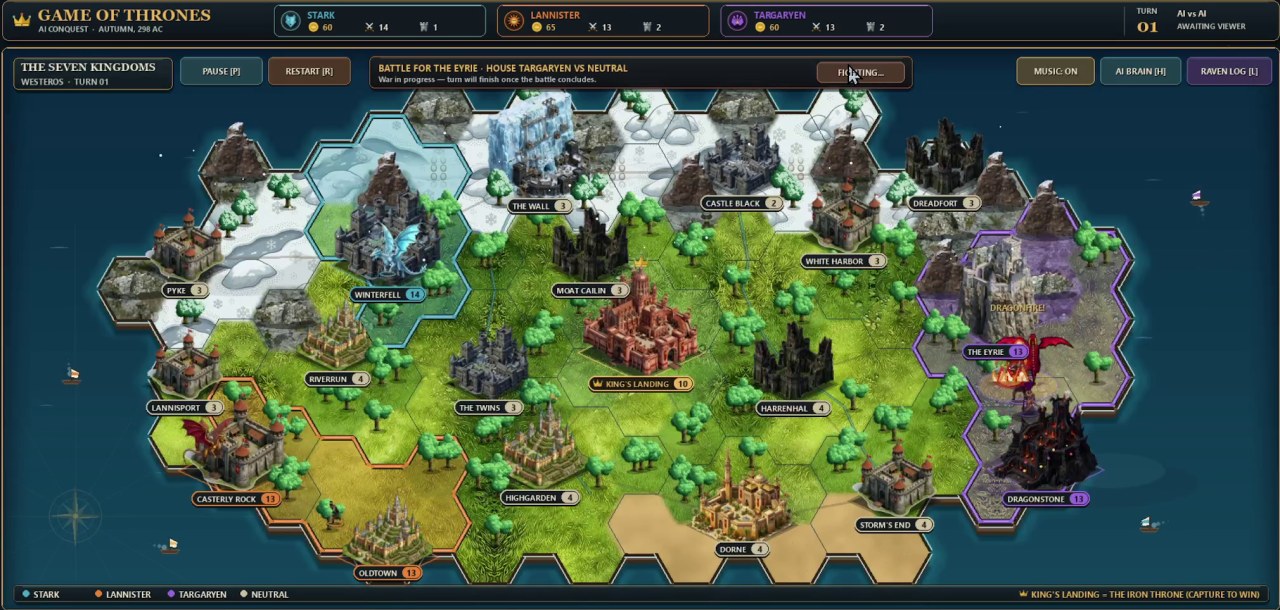 GAME OF THRONES
AI CONQUEST · AUTUMN, 298 AC
STARK
60 14 1
LANNISTER
65 13 2
TARGARYEN
60 13 2
TURN
01
AI vs AI
AWAITING VIEWER
THE SEVEN KINGDOMS
WESTEROS · TURN 01
PAUSE [P]
RESTART [R]
BATTLE FOR THE EYRIE · HOUSE TARGARYEN VS NEUTRAL
War in progress — turn will finish once the battle concludes.
FIGHTING...
MUSIC: ON
AI BRAIN [H]
RAVEN LOG [L]
THE WALL 3
CASTLE BLACK 2
DREADFORT 3
WHITE HARBOR 3
PYKE 3
WINTERFELL 14
MOAT CAILIN 3
DRAGONFIRE!
THE EYRIE 13
RIVERRUN 4
KING'S LANDING 10
LANNISPORT 3
THE TWINS 3
HARRENHAL 4
CASTERLY ROCK 13
HIGHGARDEN 4
DRAGONSTONE 13
STORM'S END 4
DORNE 4
OLDTOWN 13
STARK
LANNISTER
TARGARYEN
NEUTRAL
KING'S LANDING = THE IRON THRONE (CAPTURE TO WIN)